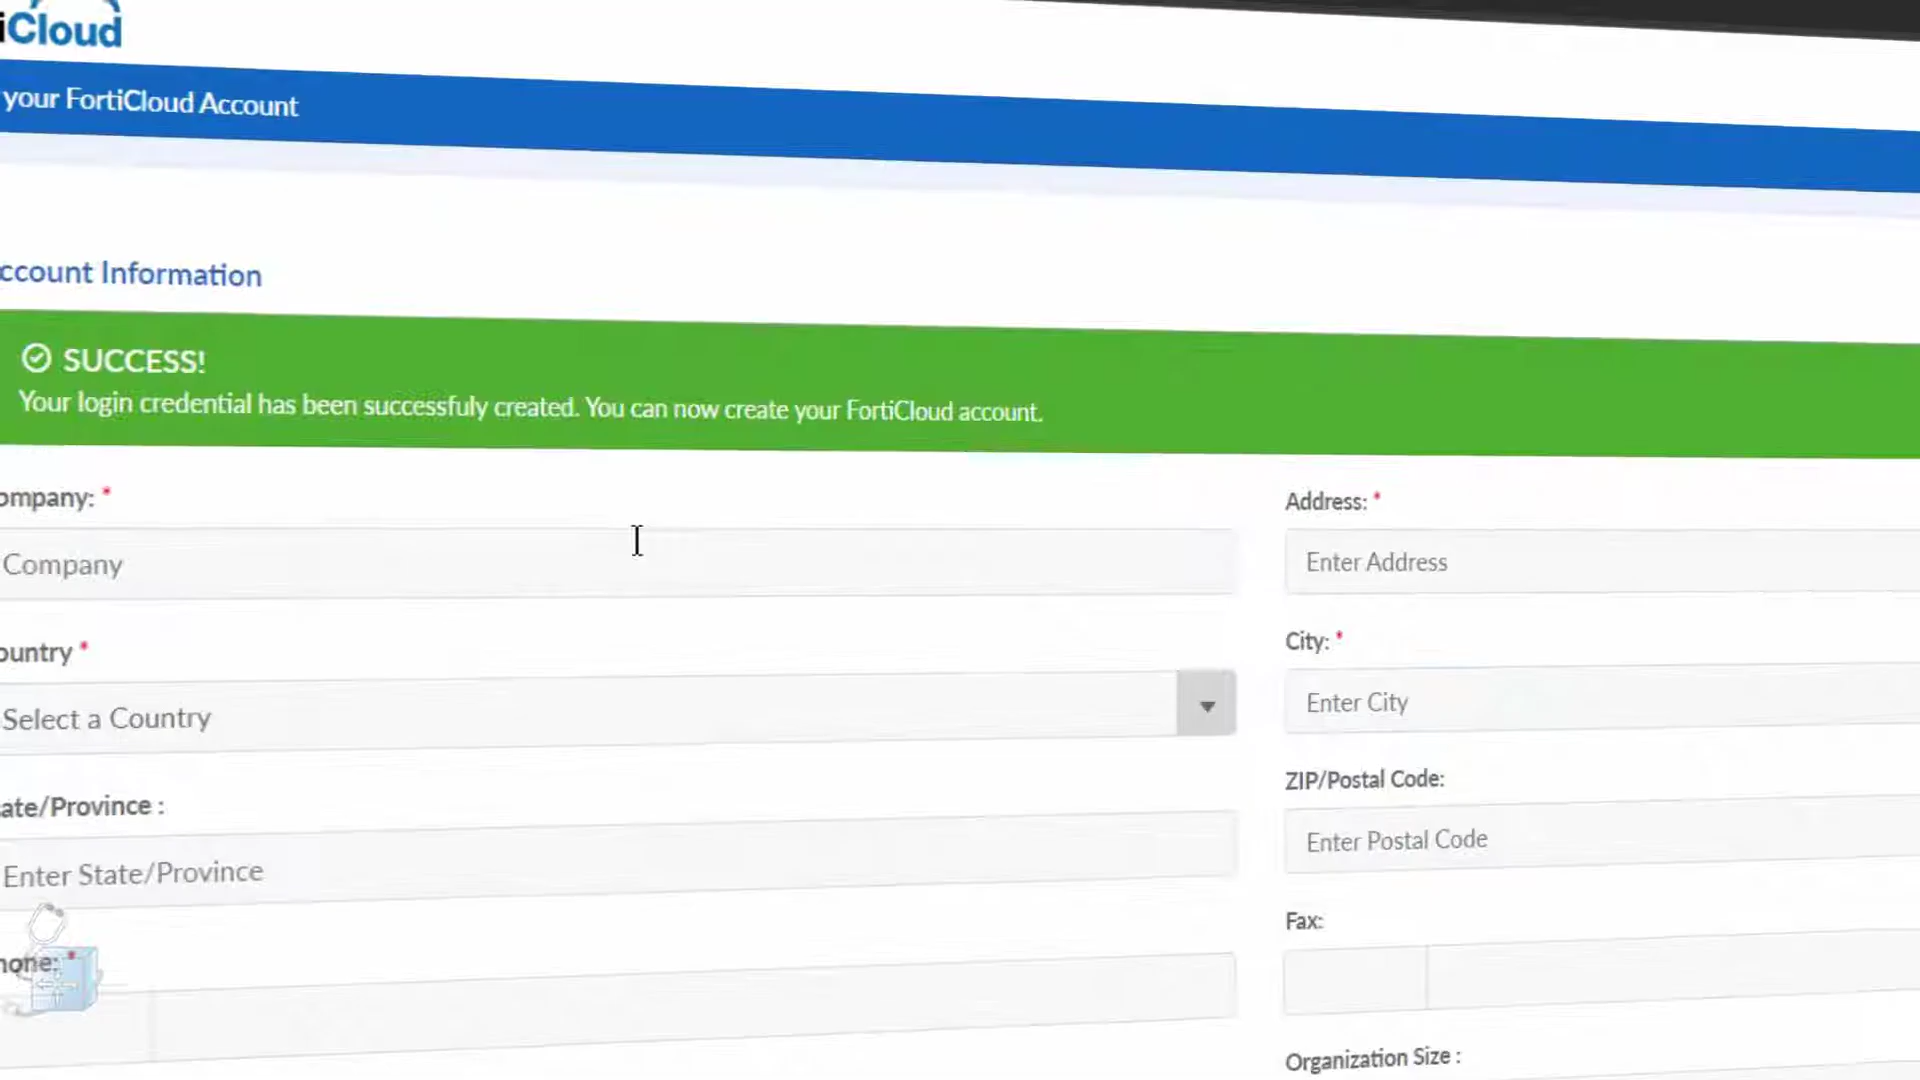 iCloud
your FortiCloud Account
ccount Information
SUCCESS!
Your login credential has been successfuly created. You can now create your FortiCloud account.
ompany: *
Company
Address: *
Enter Address
ountry *
Select a Country
City: *
Enter City
ate/Province :
Enter State/Province
ZIP/Postal Code:
Enter Postal Code
hone: *
Fax:
Organization Size :